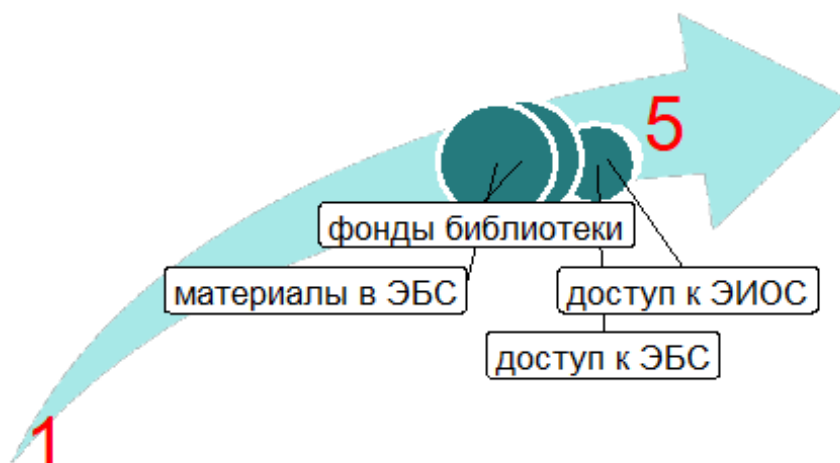 5
фонды библиотеки
материалы в ЭБС
доступ к ЭИОС
доступ к ЭБС
1